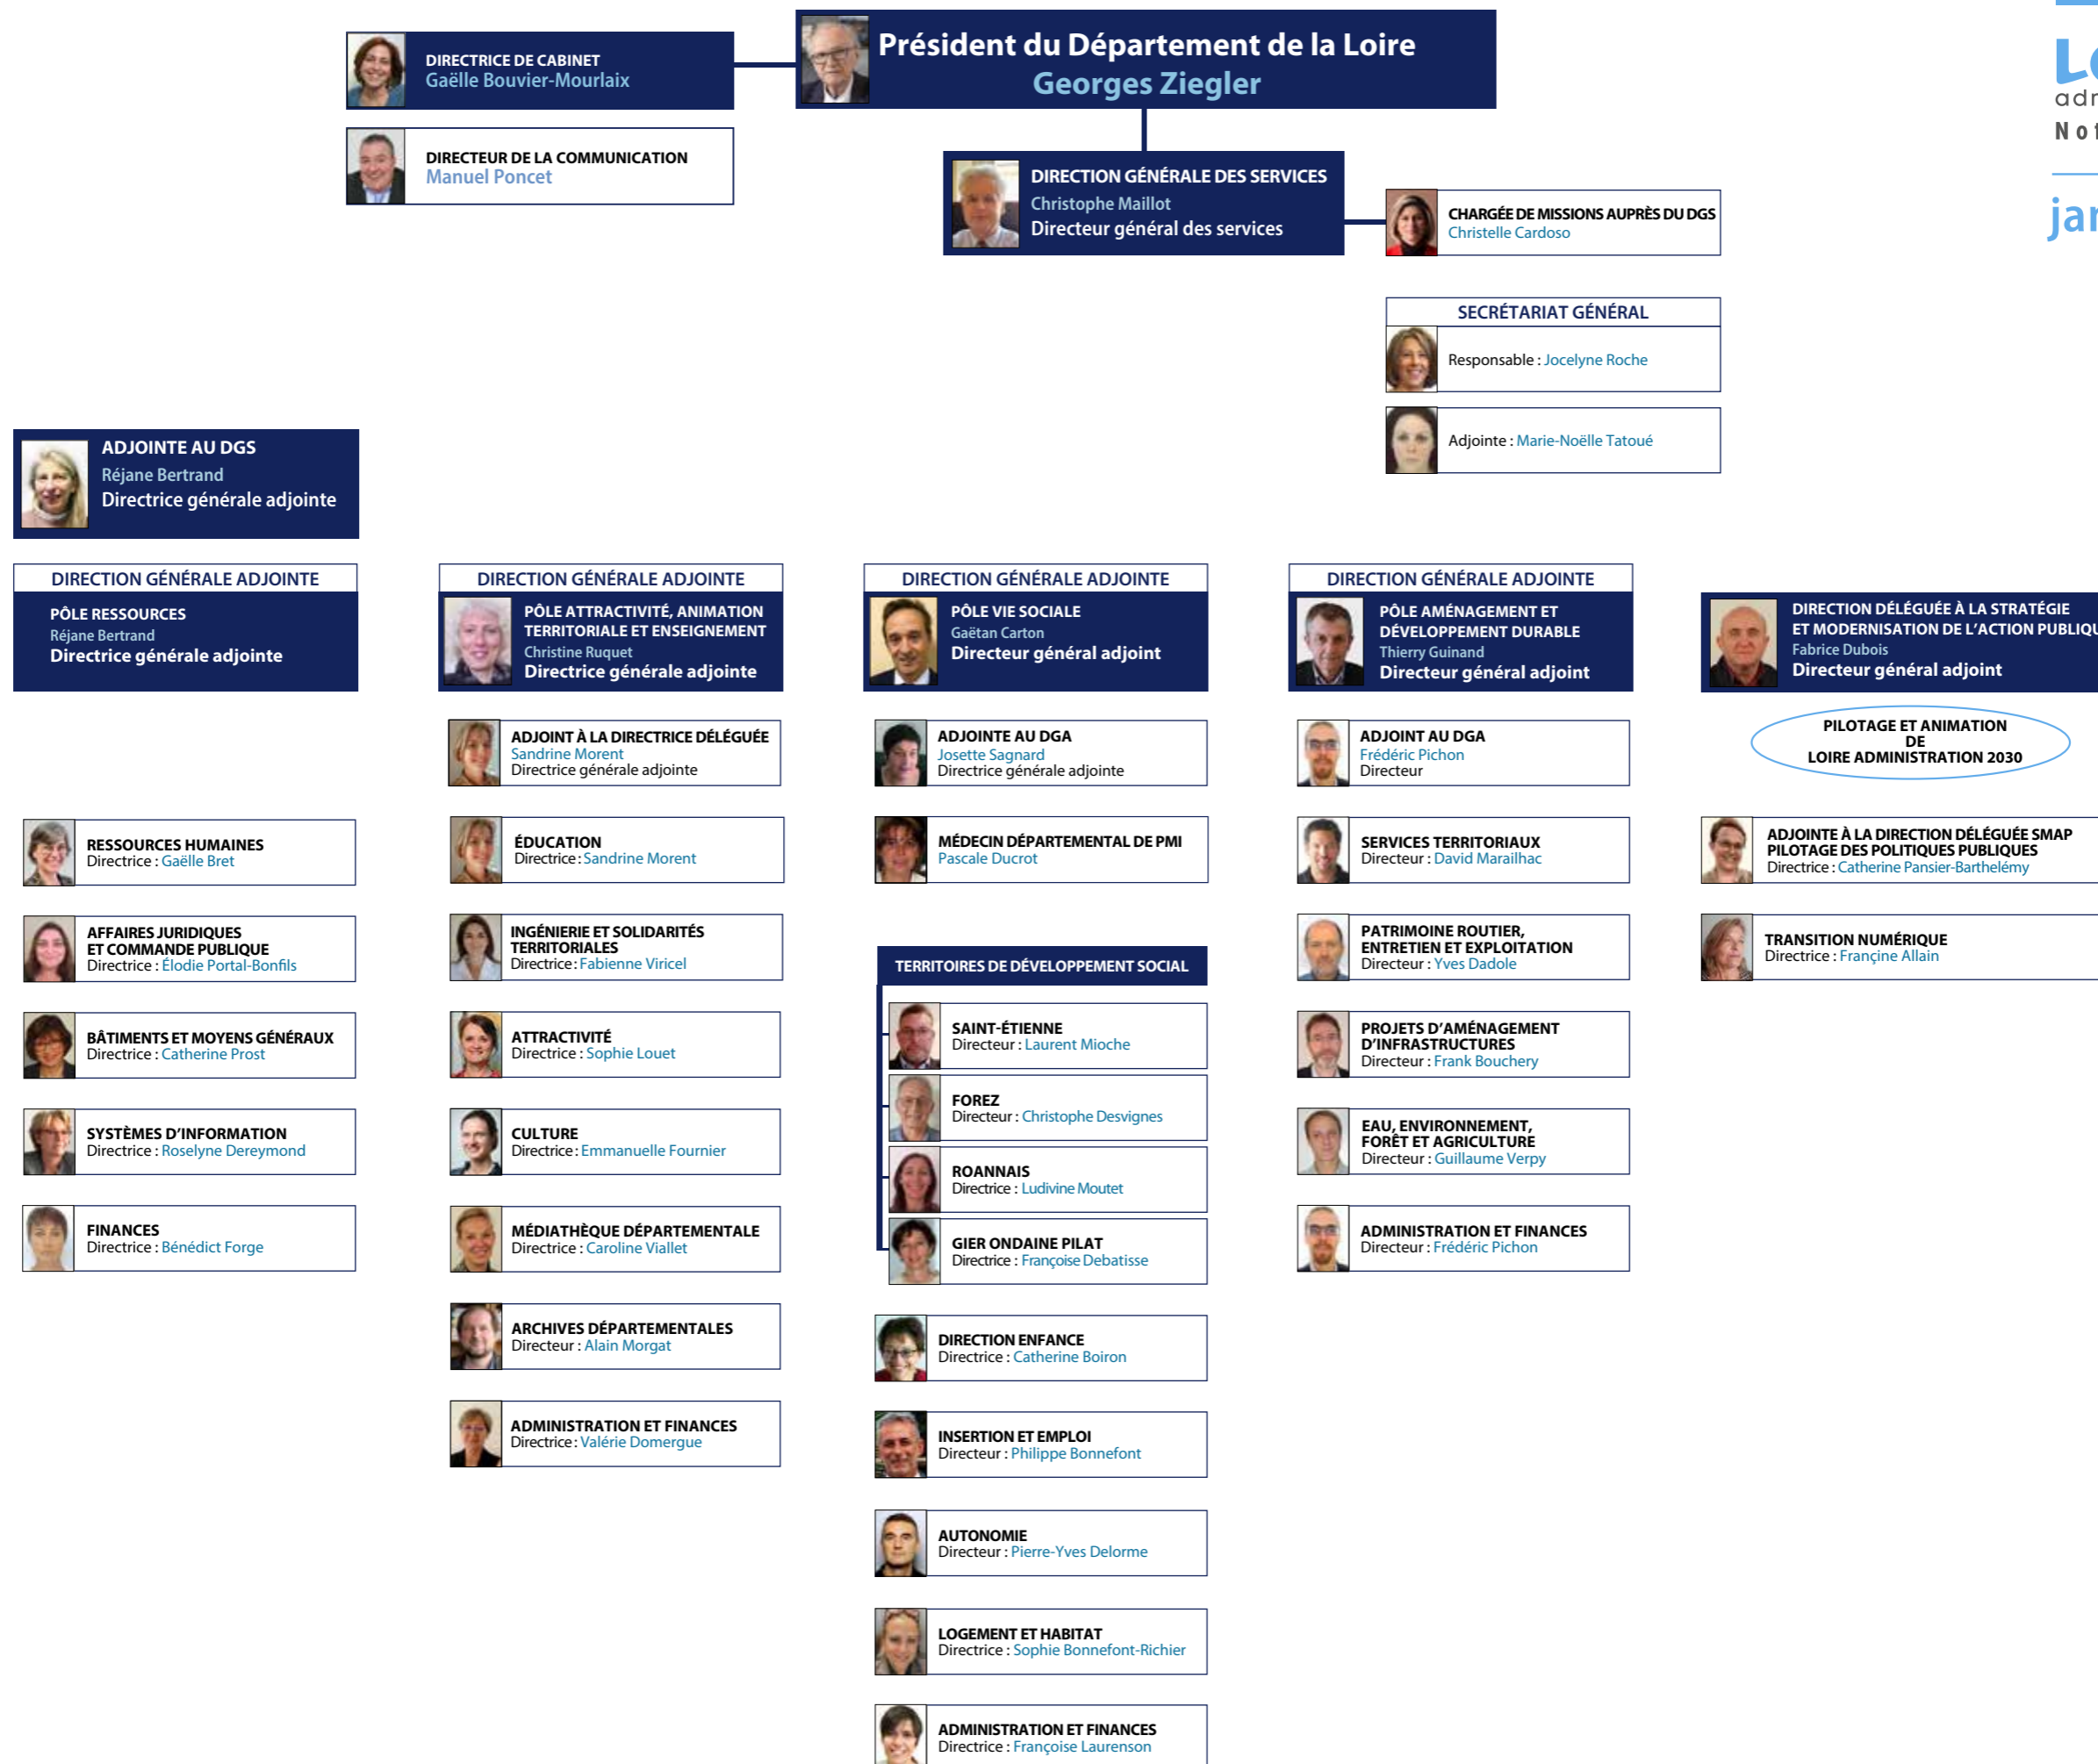 Président du Département de la Loire
Georges Ziegler
DIRECTRICE DE CABINET
Gaëlle Bouvier-Mourlaix
DIRECTEUR DE LA COMMUNICATION
Manuel Poncet
DIRECTION GÉNÉRALE DES SERVICES
Christophe Maillot
Directeur général des services
CHARGÉE DE MISSIONS AUPRÈS DU DGS
Christelle Cardoso
SECRÉTARIAT GÉNÉRAL
Responsable : Jocelyne Roche
Adjointe : Marie-Noëlle Tatoué
ADJOINTE AU DGS
Réjane Bertrand
Directrice générale adjointe
DIRECTION GÉNÉRALE ADJOINTE
PÔLE RESSOURCES
Réjane Bertrand
Directrice générale adjointe
RESSOURCES HUMAINES
Directrice : Gaëlle Bret
AFFAIRES JURIDIQUES
ET COMMANDE PUBLIQUE
Directrice : Élodie Portal-Bonfils
BÂTIMENTS ET MOYENS GÉNÉRAUX
Directrice : Catherine Prost
SYSTÈMES D'INFORMATION
Directrice : Roselyne Dereymond
FINANCES
Directrice : Bénédict Forge
DIRECTION GÉNÉRALE ADJOINTE
PÔLE ATTRACTIVITÉ, ANIMATION
TERRITORIALE ET ENSEIGNEMENT
Christine Ruquet
Directrice générale adjointe
ADJOINT À LA DIRECTRICE DÉLÉGUÉE
Sandrine Morent
Directrice générale adjointe
ÉDUCATION
Directrice : Sandrine Morent
INGÉNIERIE ET SOLIDARITÉS
TERRITORIALES
Directrice : Fabienne Viricel
ATTRACTIVITÉ
Directrice : Sophie Louet
CULTURE
Directrice : Emmanuelle Fournier
MÉDIATHÈQUE DÉPARTEMENTALE
Directrice : Caroline Viallet
ARCHIVES DÉPARTEMENTALES
Directeur : Alain Morgat
ADMINISTRATION ET FINANCES
Directrice : Valérie Domergue
DIRECTION GÉNÉRALE ADJOINTE
PÔLE VIE SOCIALE
Gaëtan Carton
Directeur général adjoint
ADJOINTE AU DGA
Josette Sagnard
Directrice générale adjointe
MÉDECIN DÉPARTEMENTAL DE PMI
Pascale Ducrot
TERRITOIRES DE DÉVELOPPEMENT SOCIAL
SAINT-ÉTIENNE
Directeur : Laurent Mioche
FOREZ
Directeur : Christophe Desvignes
ROANNAIS
Directrice : Ludivine Moutet
GIER ONDAINE PILAT
Directrice : Françoise Debatisse
DIRECTION ENFANCE
Directrice : Catherine Boiron
INSERTION ET EMPLOI
Directeur : Philippe Bonnefont
AUTONOMIE
Directeur : Pierre-Yves Delorme
LOGEMENT ET HABITAT
Directrice : Sophie Bonnefont-Richier
ADMINISTRATION ET FINANCES
Directrice : Françoise Laurenson
DIRECTION GÉNÉRALE ADJOINTE
PÔLE AMÉNAGEMENT ET
DÉVELOPPEMENT DURABLE
Thierry Guinand
Directeur général adjoint
ADJOINT AU DGA
Frédéric Pichon
Directeur
SERVICES TERRITORIAUX
Directeur : David Marailhac
PATRIMOINE ROUTIER,
ENTRETIEN ET EXPLOITATION
Directeur : Yves Dadole
PROJETS D'AMÉNAGEMENT
D'INFRASTRUCTURES
Directeur : Frank Bouchery
EAU, ENVIRONNEMENT,
FORÊT ET AGRICULTURE
Directeur : Guillaume Verpy
ADMINISTRATION ET FINANCES
Directeur : Frédéric Pichon
DIRECTION DÉLÉGUÉE À LA STRATÉGIE
ET MODERNISATION DE L'ACTION PUBLIQU
Fabrice Dubois
Directeur général adjoint
PILOTAGE ET ANIMATION
DE
LOIRE ADMINISTRATION 2030
ADJOINTE À LA DIRECTION DÉLÉGUÉE SMAP
PILOTAGE DES POLITIQUES PUBLIQUES
Directrice : Catherine Pansier-Barthelémy
TRANSITION NUMÉRIQUE
Directrice : Françine Allain